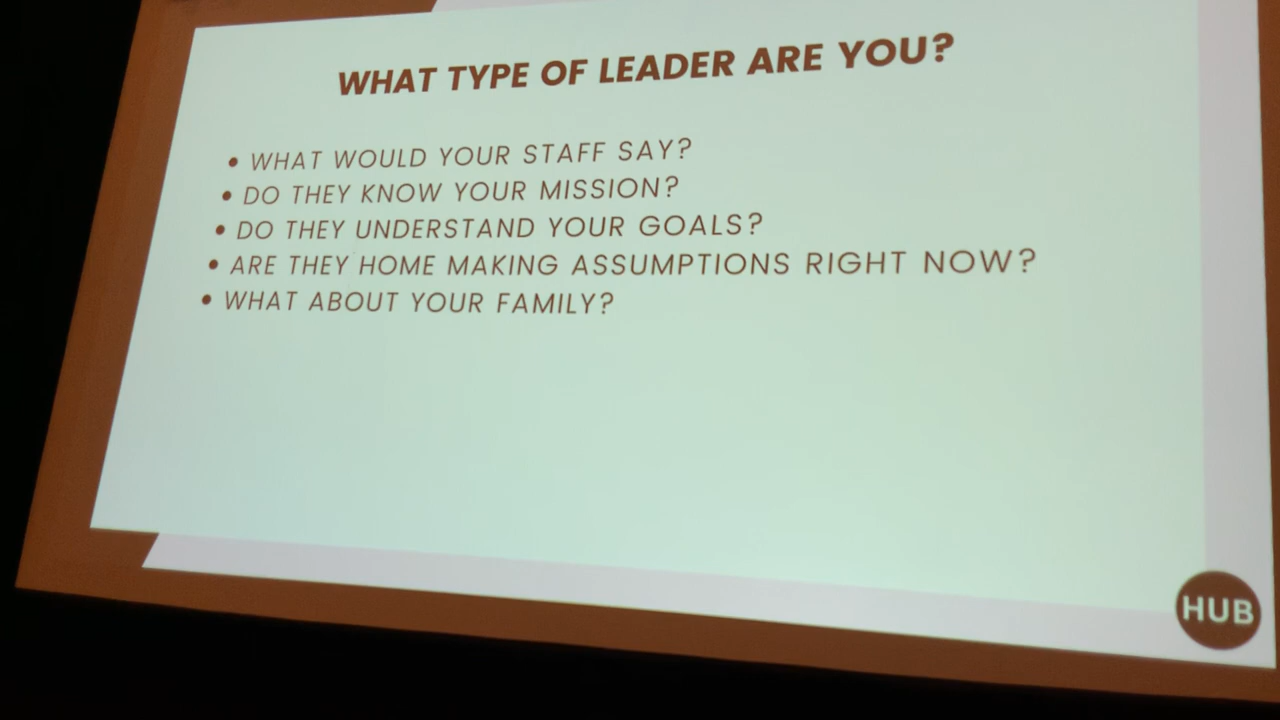 WHAT TYPE OF LEADER ARE YOU?
• WHAT WOULD YOUR STAFF SAY?
• DO THEY KNOW YOUR MISSION?
• DO THEY UNDERSTAND YOUR GOALS?
• ARE THEY HOME MAKING ASSUMPTIONS RIGHT NOW?
• WHAT ABOUT YOUR FAMILY?
HUB